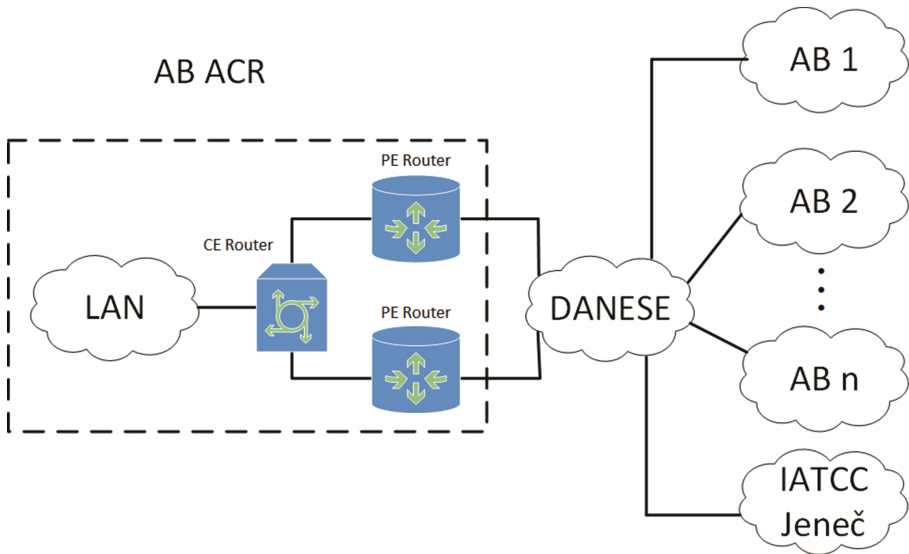 AB ACR
PE Router
CE Router
LAN
PE Router
DANESE
AB 1
AB 2
AB n
IATCC
Jeneč